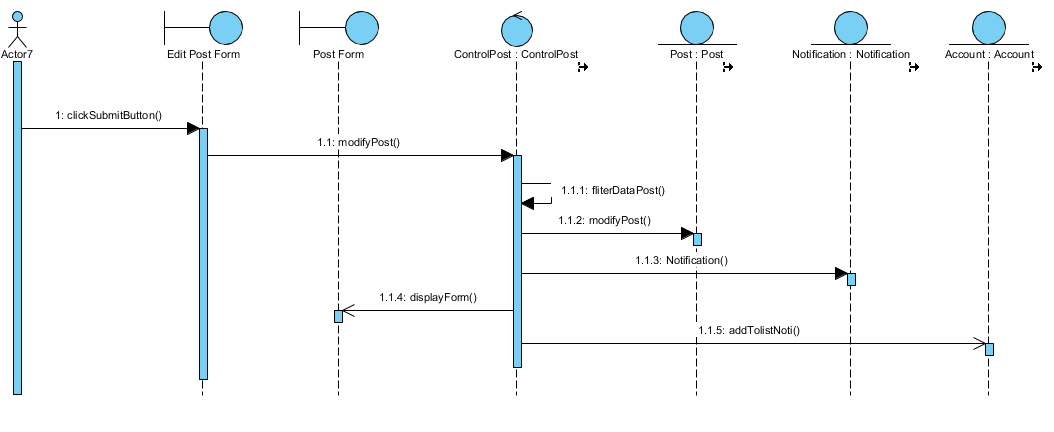 Actor7
Edit Post Form
Post Form
ControlPost : ControlPost
Post : Post
Notification : Notification
Account : Account
1: clickSubmitButton()
1.1: modifyPost()
1.1.1: fliterDataPost()
1.1.2: modifyPost()
1.1.3: Notification()
1.1.4: displayForm()
1.1.5: addTolistNoti()